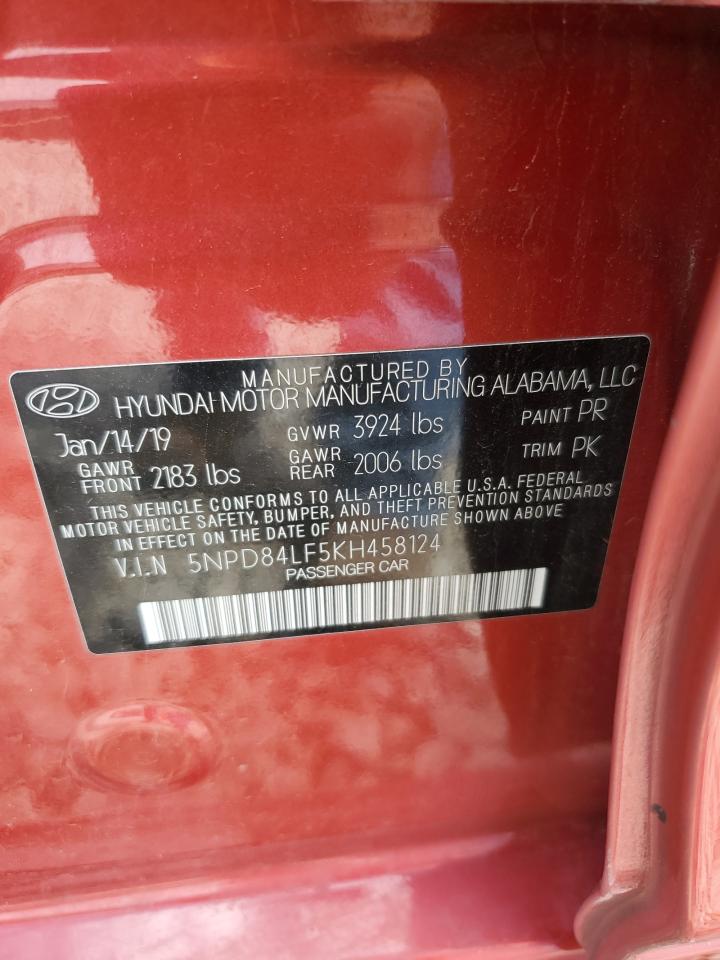 MANUFACTURED BY
HYUNDAI MOTOR MANUFACTURING ALABAMA, LLC
Jan/14/19 GVWR 3924 lbs PAINT PR
GAWR FRONT 2183 lbs GAWR REAR 2006 lbs TRIM PK
THIS VEHICLE CONFORMS TO ALL APPLICABLE U.S.A. FEDERAL
MOTOR VEHICLE SAFETY, BUMPER, AND THEFT PREVENTION STANDARDS
IN EFFECT ON THE DATE OF MANUFACTURE SHOWN ABOVE
V.I.N 5NPD84LF5KH458124
PASSENGER CAR